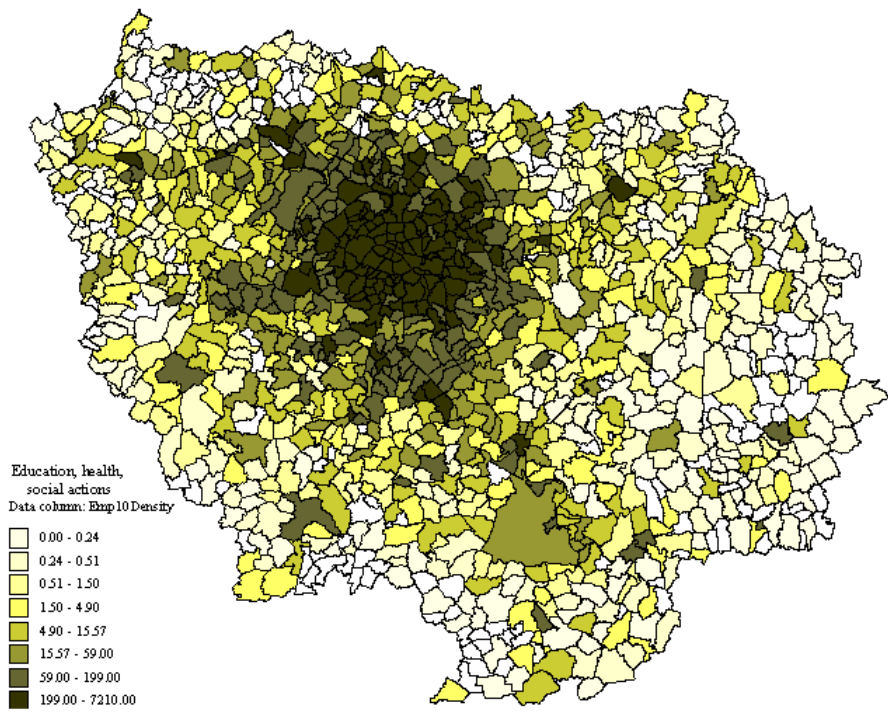 Education, health,
social actions
Data column: Emp10Density
0.00 - 0.24
0.24 - 0.51
0.51 - 1.50
1.50 - 4.90
4.90 - 15.57
15.57 - 59.00
59.00 - 199.00
199.00 - 7210.00